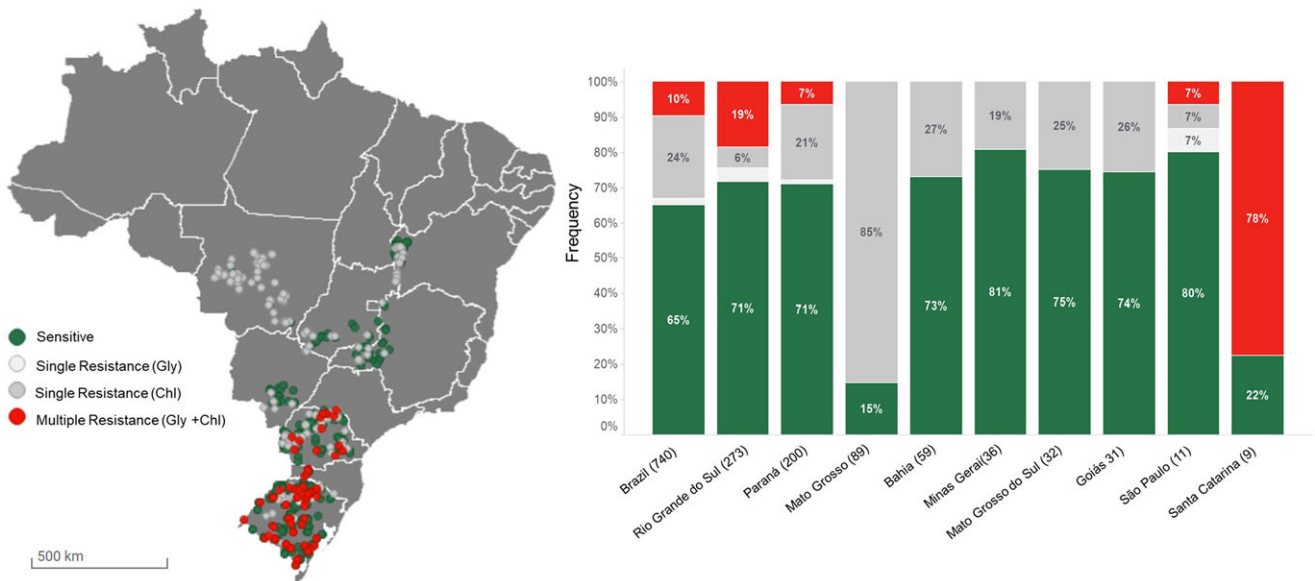 Sensitive
Single Resistance (Gly)
Single Resistance (Chl)
Multiple Resistance (Gly +Chl)
500 km
Frequency
100%
90%
80%
70%
60%
50%
40%
30%
20%
10%
0%
10%
24%
65%
19%
6%
71%
7%
21%
71%
85%
15%
27%
73%
19%
81%
25%
75%
26%
74%
7%
7%
7%
80%
78%
22%
Brazil (740)
Rio Grande do Sul (273)
Paraná (200)
Mato Grosso (89)
Bahia (59)
Minas Gerai(36)
Mato Grosso do Sul (32)
Goiás 31)
São Paulo (11)
Santa Catarina (9)